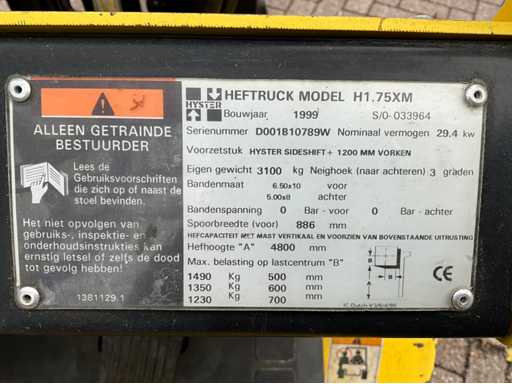 ALLEEN GETRAINDE
BESTUURDER
Lees de
Gebruiksvoorschriften
die zich op of naast de
stoel bevinden.
Het niet opvolgen van
gebruiks-, inspektie- en
onderhoudsinstrukties kan
ernstig letsel of zelfs de dood
tot gevolg hebben!
1381129.1
HYSTER
HEFTRUCK MODEL H1.75XM
Bouwjaar 1999 S/O- 033964
Serienummer D001B10789W Nominaal vermogen 29,4 kw
Voorzetstuk HYSTER SIDESHIFT+ 1200 MM VORKEN
Eigen gewicht 3100 kg Neighoek (naar achteren) 3 graden
Bandenmaat 6.50x10 voor
5.00x8 achter
Bandenspanning 0 Bar - voor 0 Bar - achter
Spoorbreedte (voor) 886 mm
HEFCAPACITEIT MET MAST VERTIKAAL EN VOORZIEN VAN BOVENSTAANDE UITRUSTING
Hefhoogte "A" 4800 mm
Max. belasting op lastcentrum "B"
1490 Kg 500 mm
1350 Kg 600 mm
1230 Kg 700 mm
CE